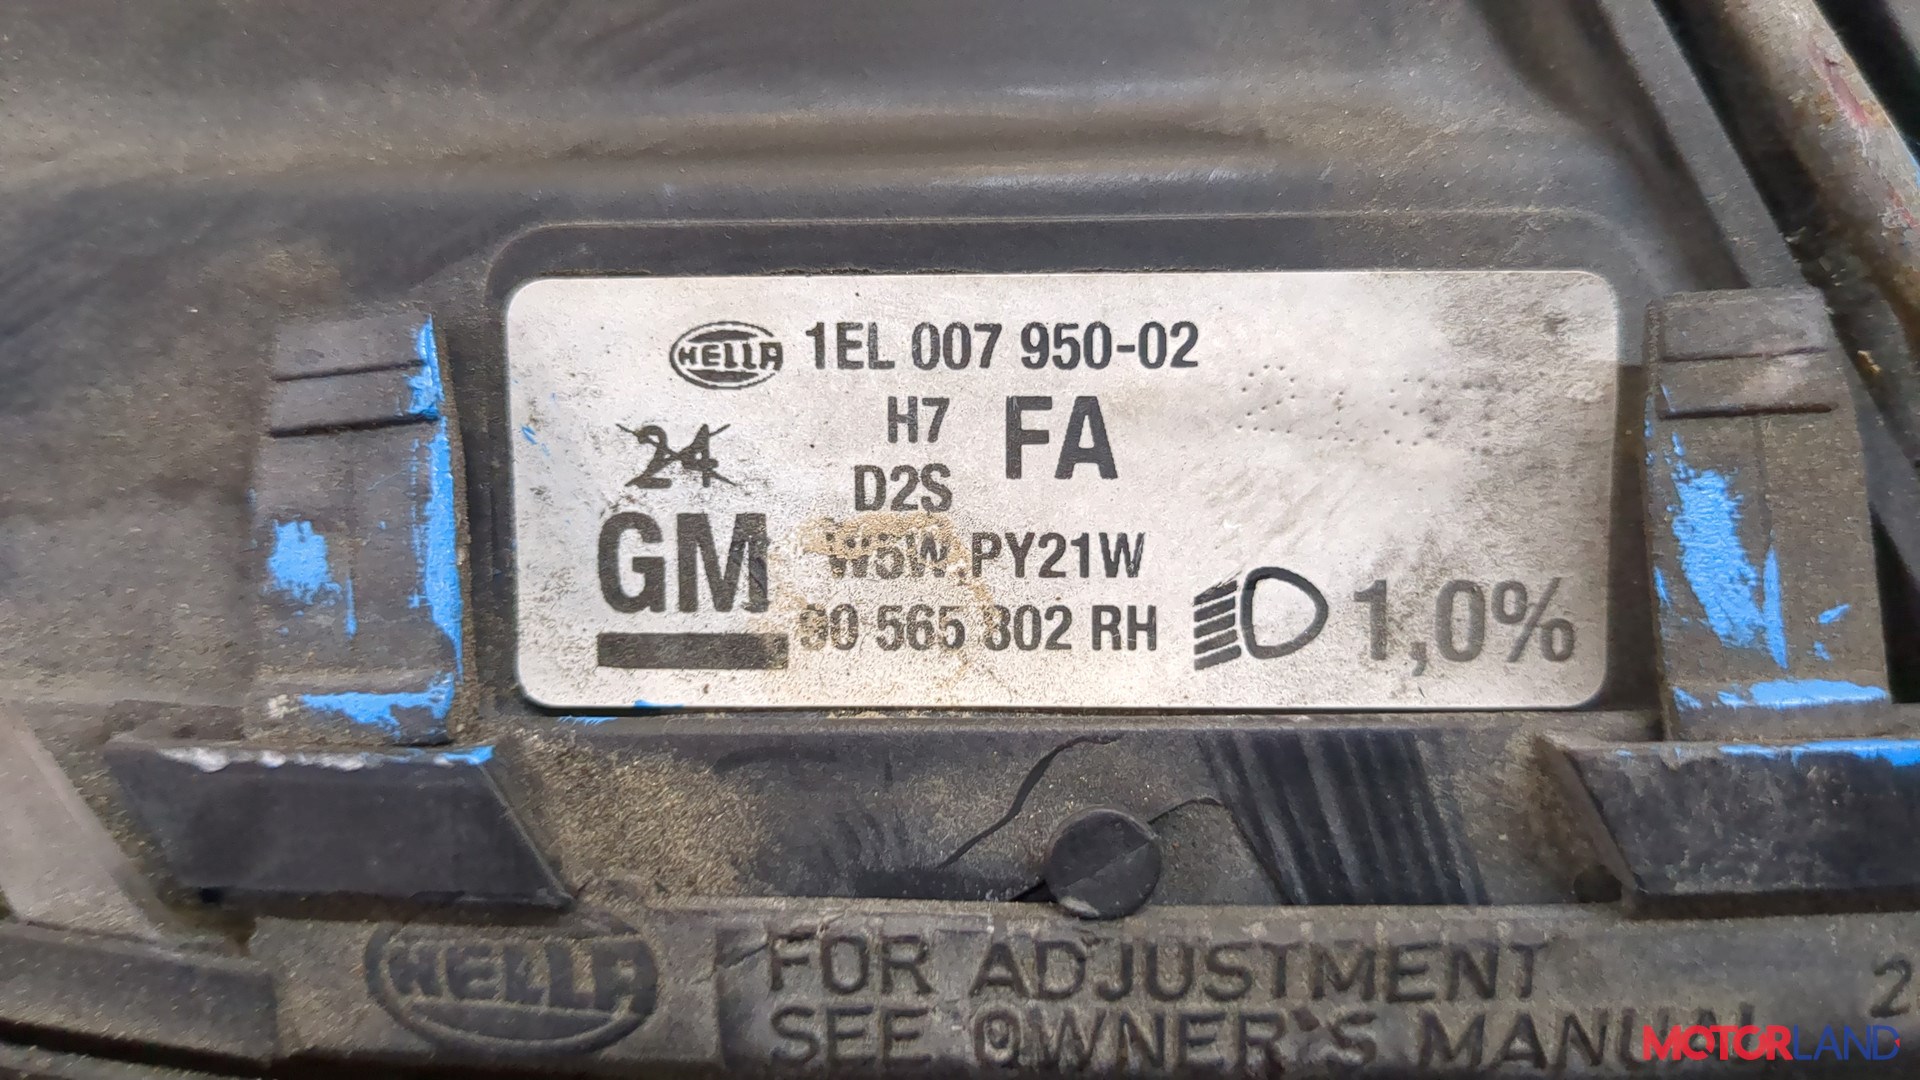 HELLA 1EL 007 950-02
H7 FA
24
D2S
GM
W5W,PY21W
90 565 802 RH
1,0%
HELLA
FOR ADJUSTMENT
SEE OWNER'S MANUAL
2
MOTORLAND